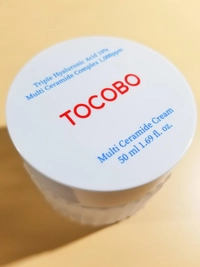 Triple Hyaluronic Acid 10%
Multi Ceramide Complex 1,000ppm
TOCOBO
Multi Ceramide Cream
50 ml 1.69 fl. oz.